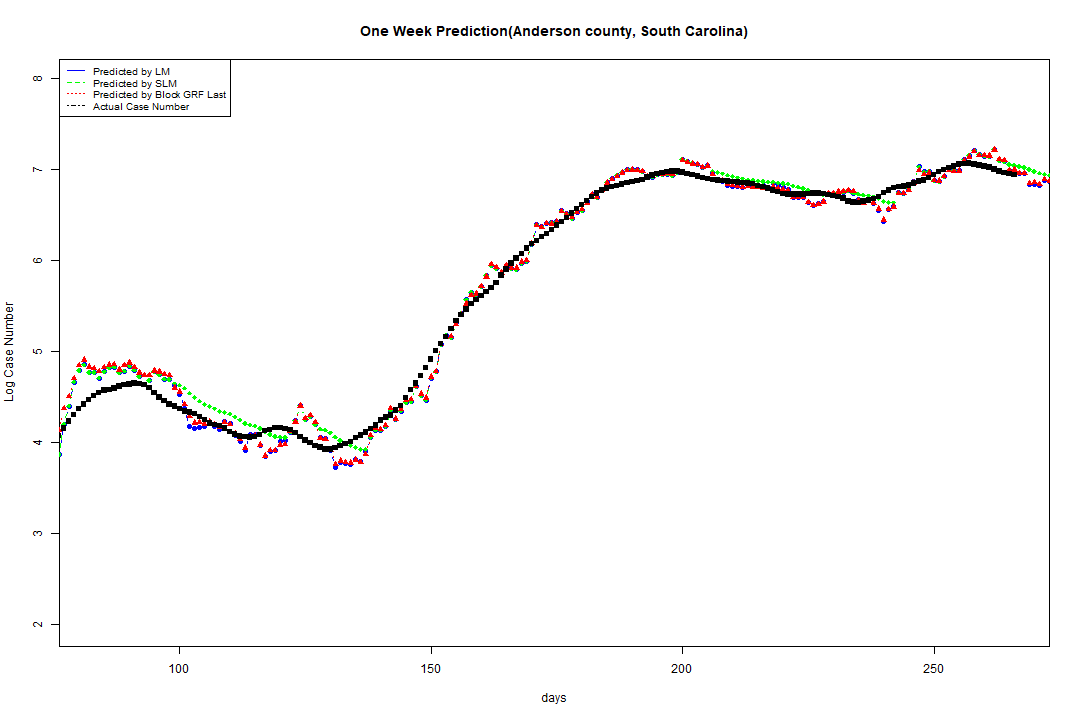 One Week Prediction(Anderson county, South Carolina)
Predicted by LM
Predicted by SLM
Predicted by Block GRF Last
Actual Case Number
8
7
6
5
4
3
2
Log Case Number
100
150
200
250
days